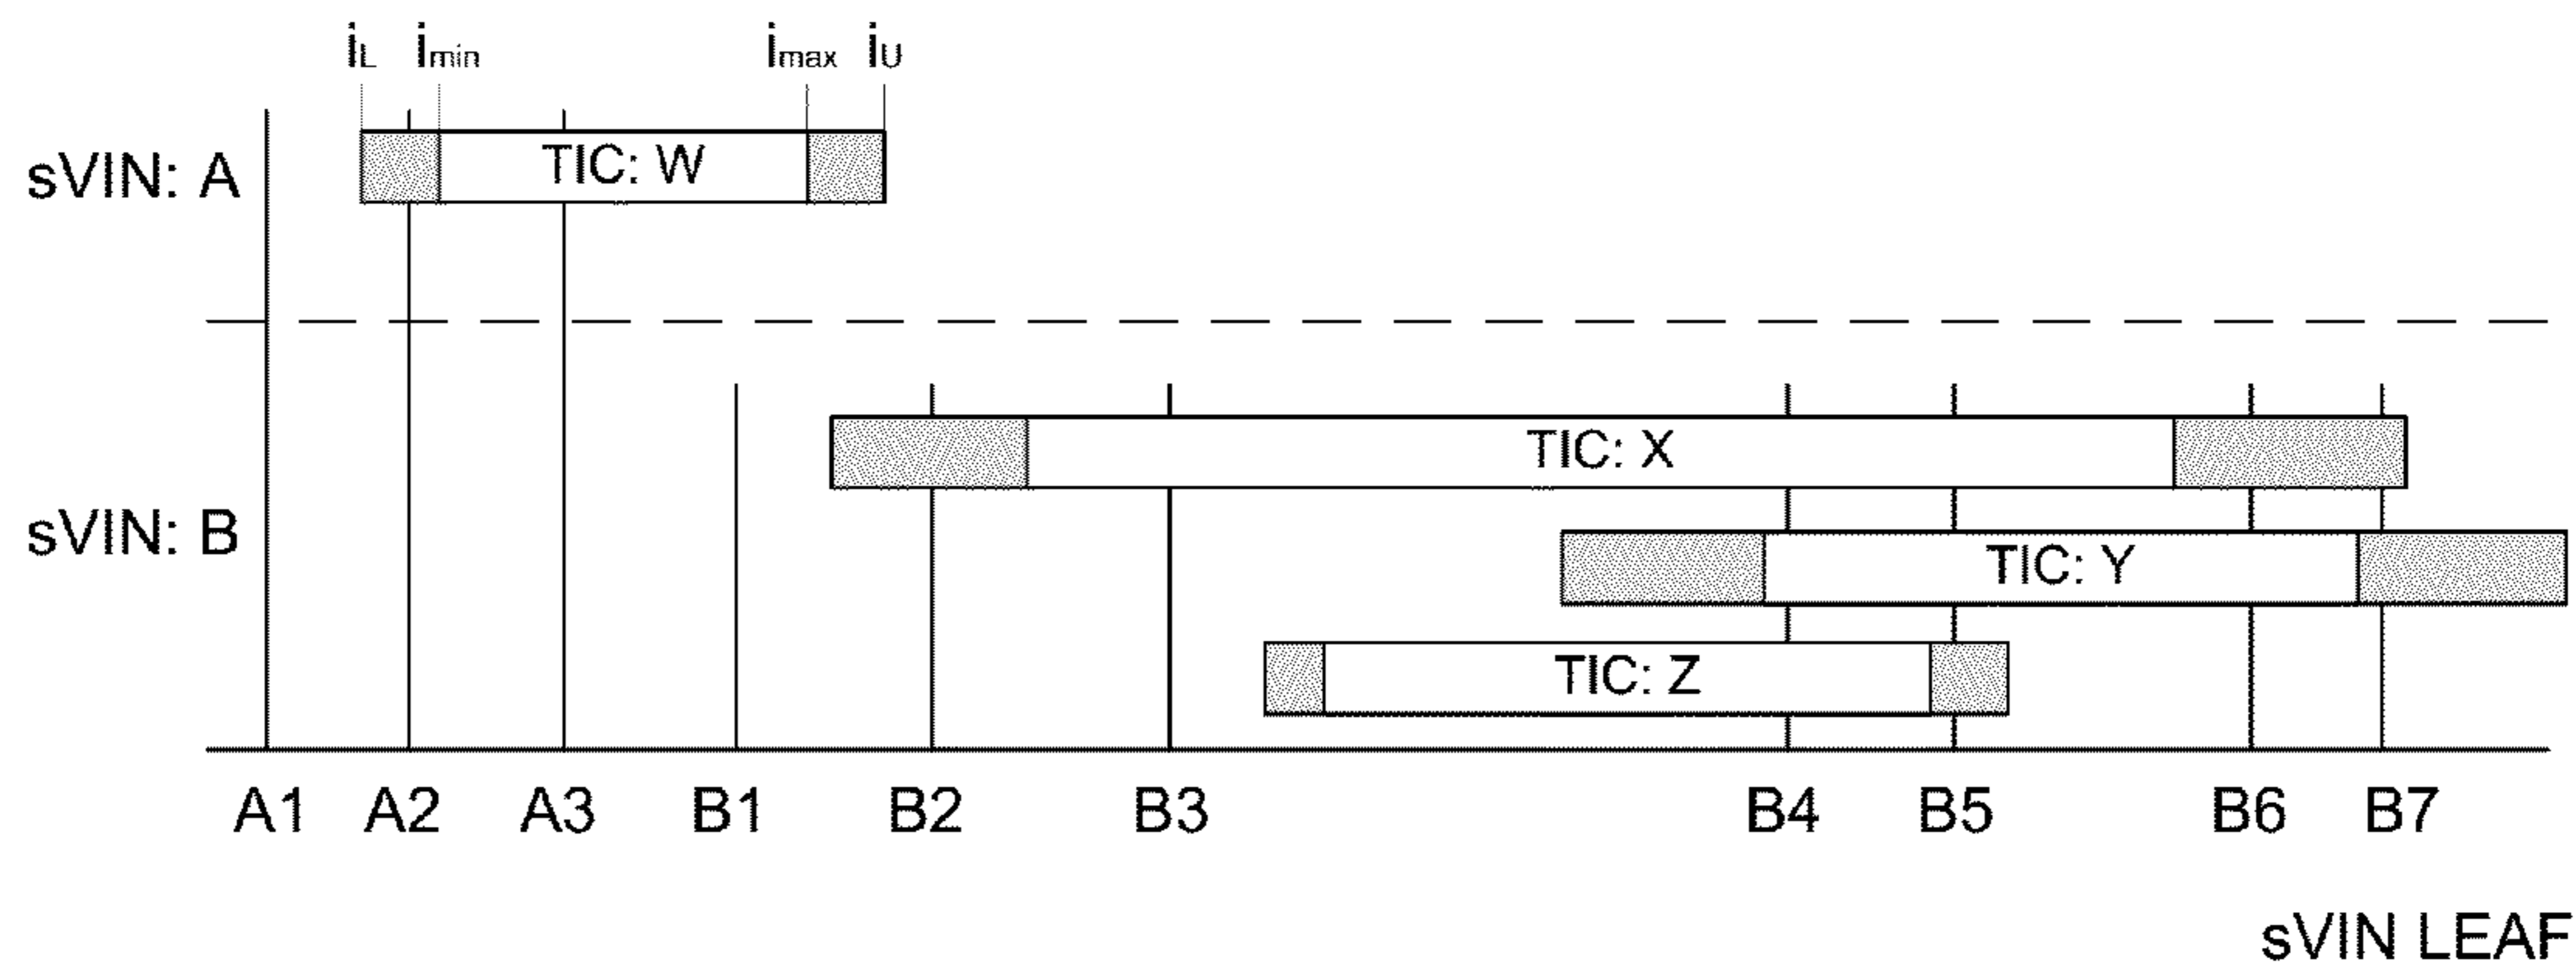 iL imin imax iU
sVIN: A TIC: W
TIC: X
sVIN: B
TIC: Y
TIC: Z
A1 A2 A3 B1 B2 B3 B4 B5 B6 B7
sVIN LEAF